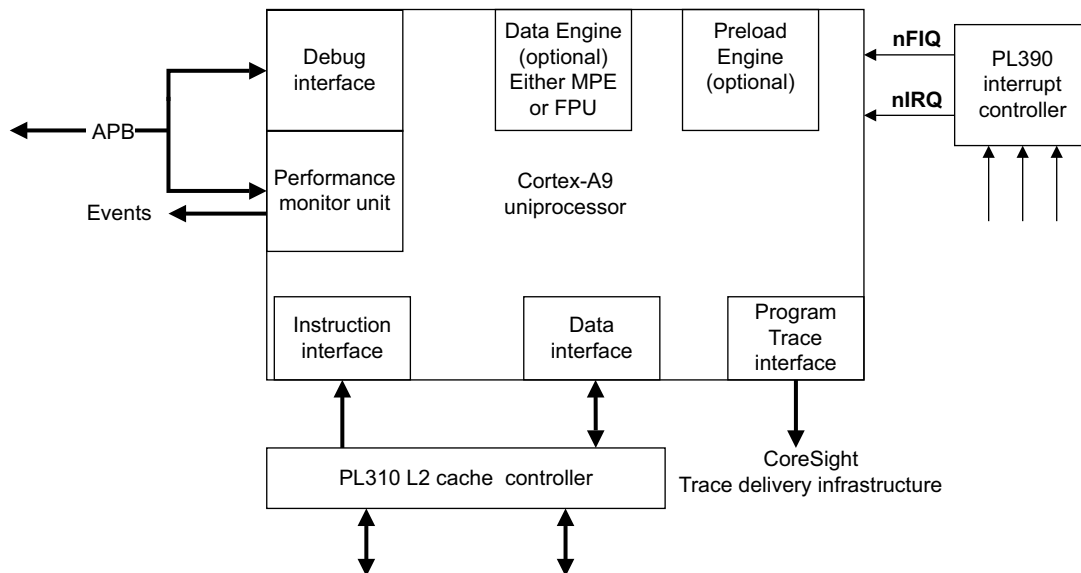 Debug
interface
Data Engine
(optional)
Either MPE
or FPU
Preload
Engine
(optional)
nFIQ
nIRQ
PL390
interrupt
controller
APB
Performance
monitor unit
Events
Cortex-A9
uniprocessor
Instruction
interface
Data
interface
Program
Trace
interface
PL310 L2 cache controller
CoreSight
Trace delivery infrastructure